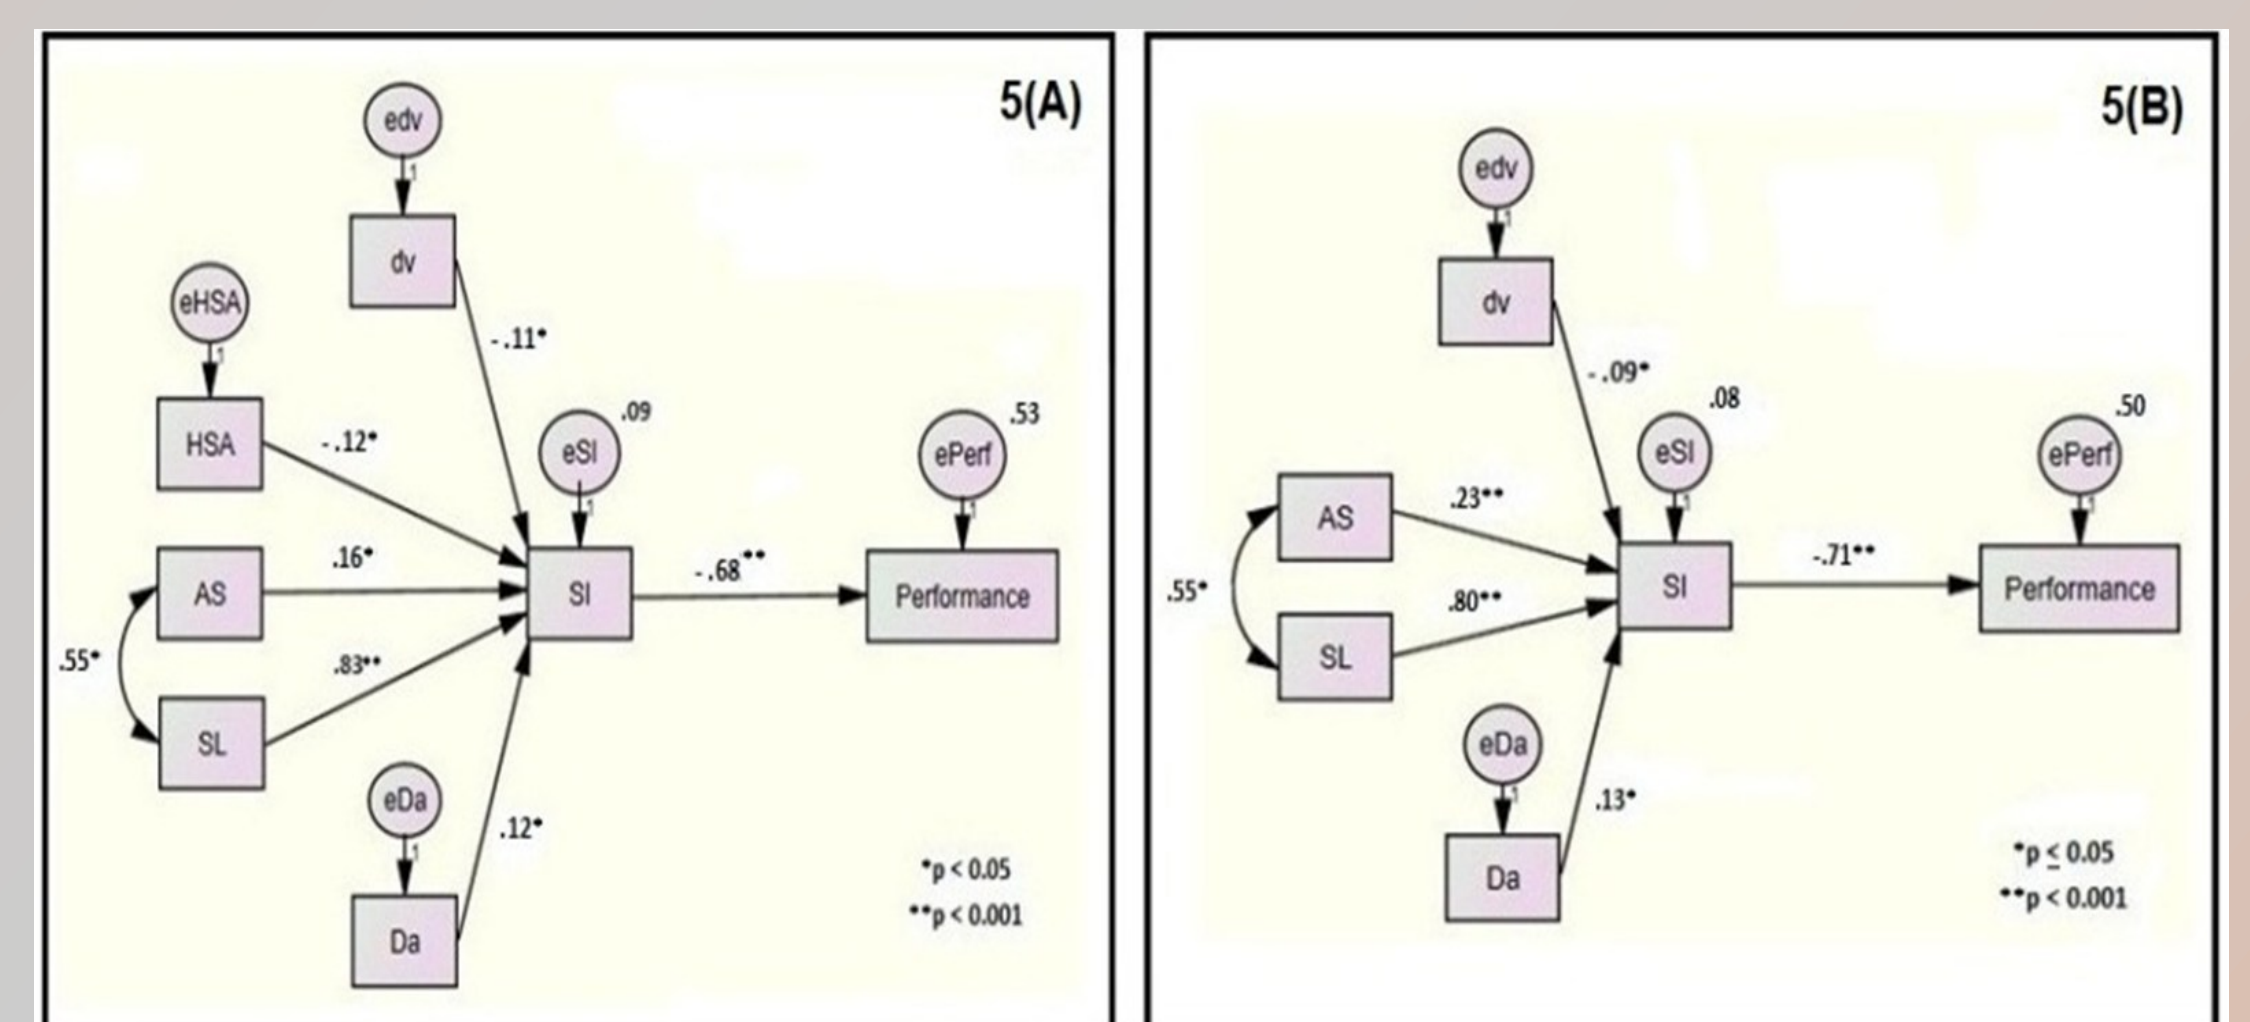 5(A)
edv
1
dv
eHSA
1
HSA
-.11*
-.12*
eSI
.09
1
ePerf
.53
1
AS
.16*
SI
-.68**
Performance
.55*
.83**
SL
eDa
1
.12*
Da
*p < 0.05
**p < 0.001
5(B)
edv
1
dv
-.09*
eSI
.08
1
ePerf
.50
1
AS
.23**
SI
-.71**
Performance
.55*
.80**
SL
eDa
1
.13*
Da
*p ≤ 0.05
**p < 0.001